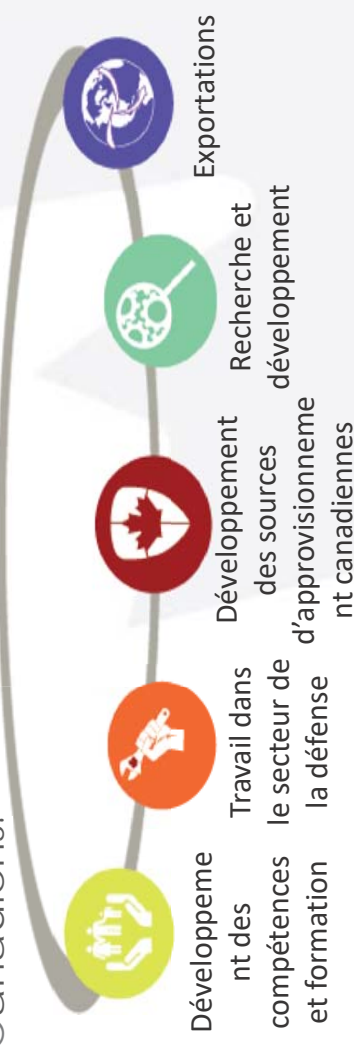 canadiens.
Développeme
nt des
compétences
et formation
Travail dans
le secteur de
la défense
Développement
des sources
d’approvisionneme
nt canadiennes
Recherche et
développement
Exportations